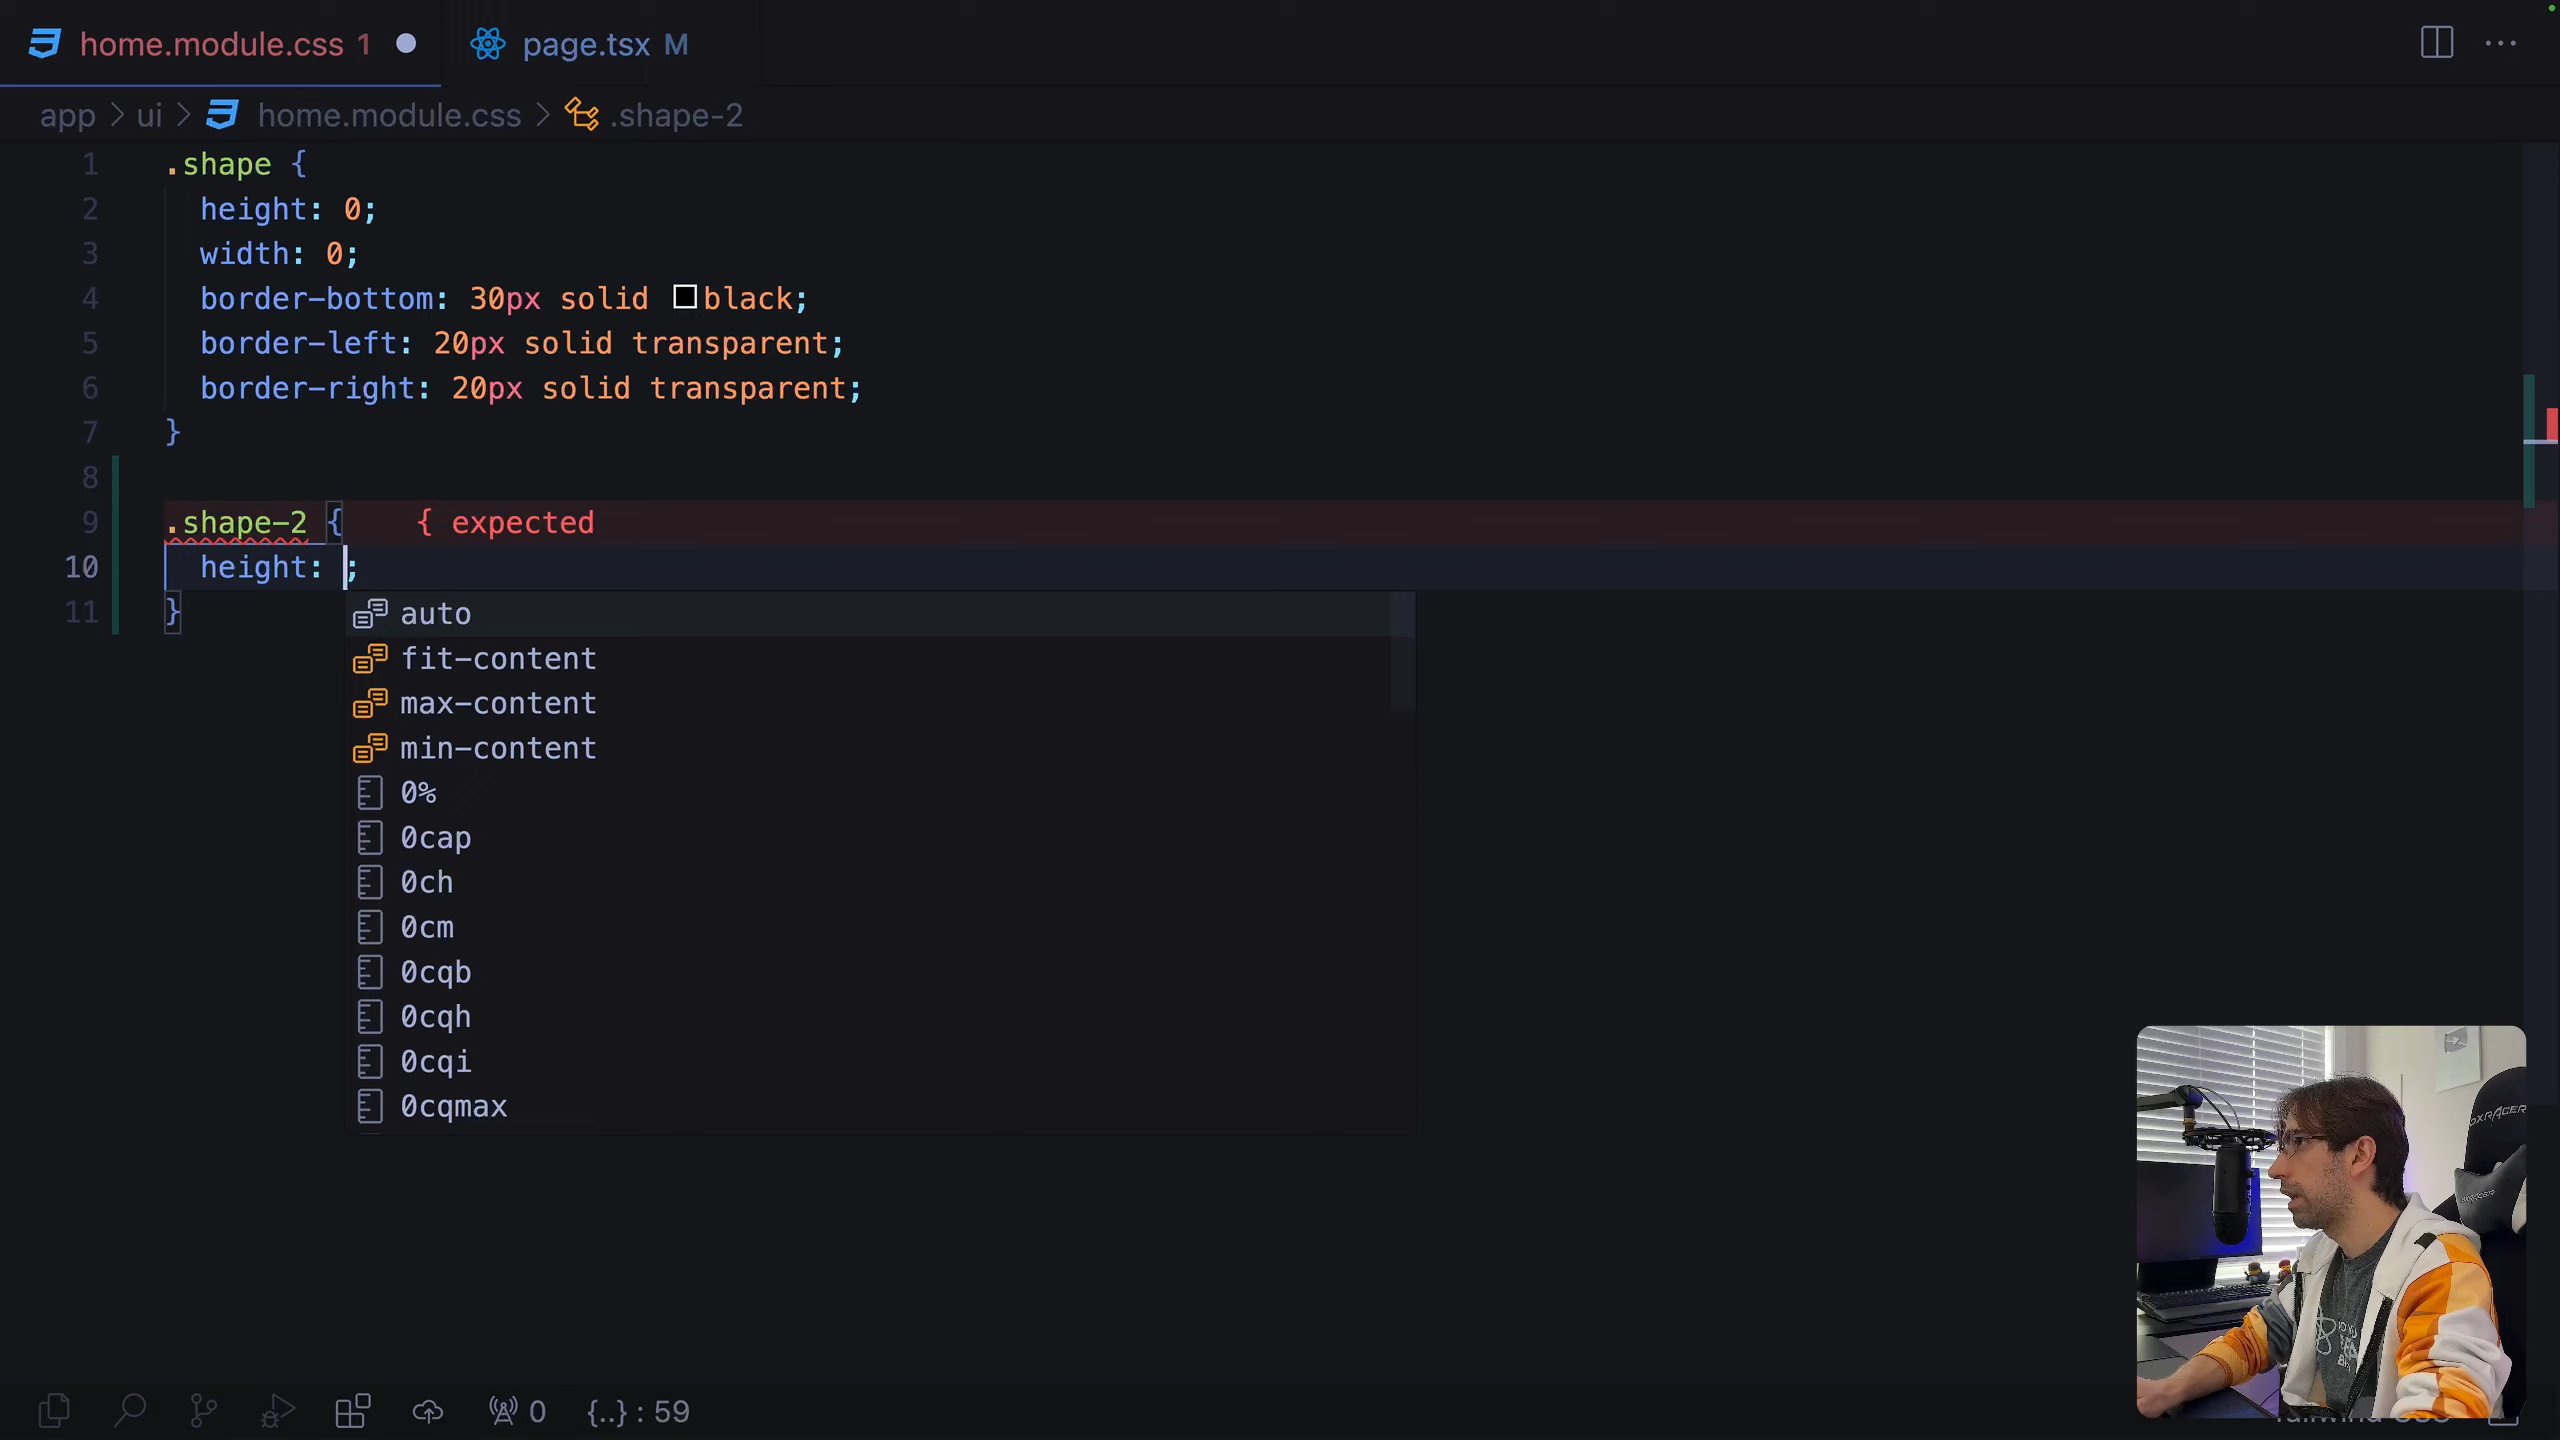 home.module.css 1
page.tsx M
app > ui > home.module.css > .shape-2
1 .shape {
2 height: 0;
3 width: 0;
4 border-bottom: 30px solid black;
5 border-left: 20px solid transparent;
6 border-right: 20px solid transparent;
7 }
8
9 .shape-2 { { expected
10 height: ;
11 }
auto
fit-content
max-content
min-content
0%
0cap
0ch
0cm
0cqb
0cqh
0cqi
0cqmax
0 {..} : 59